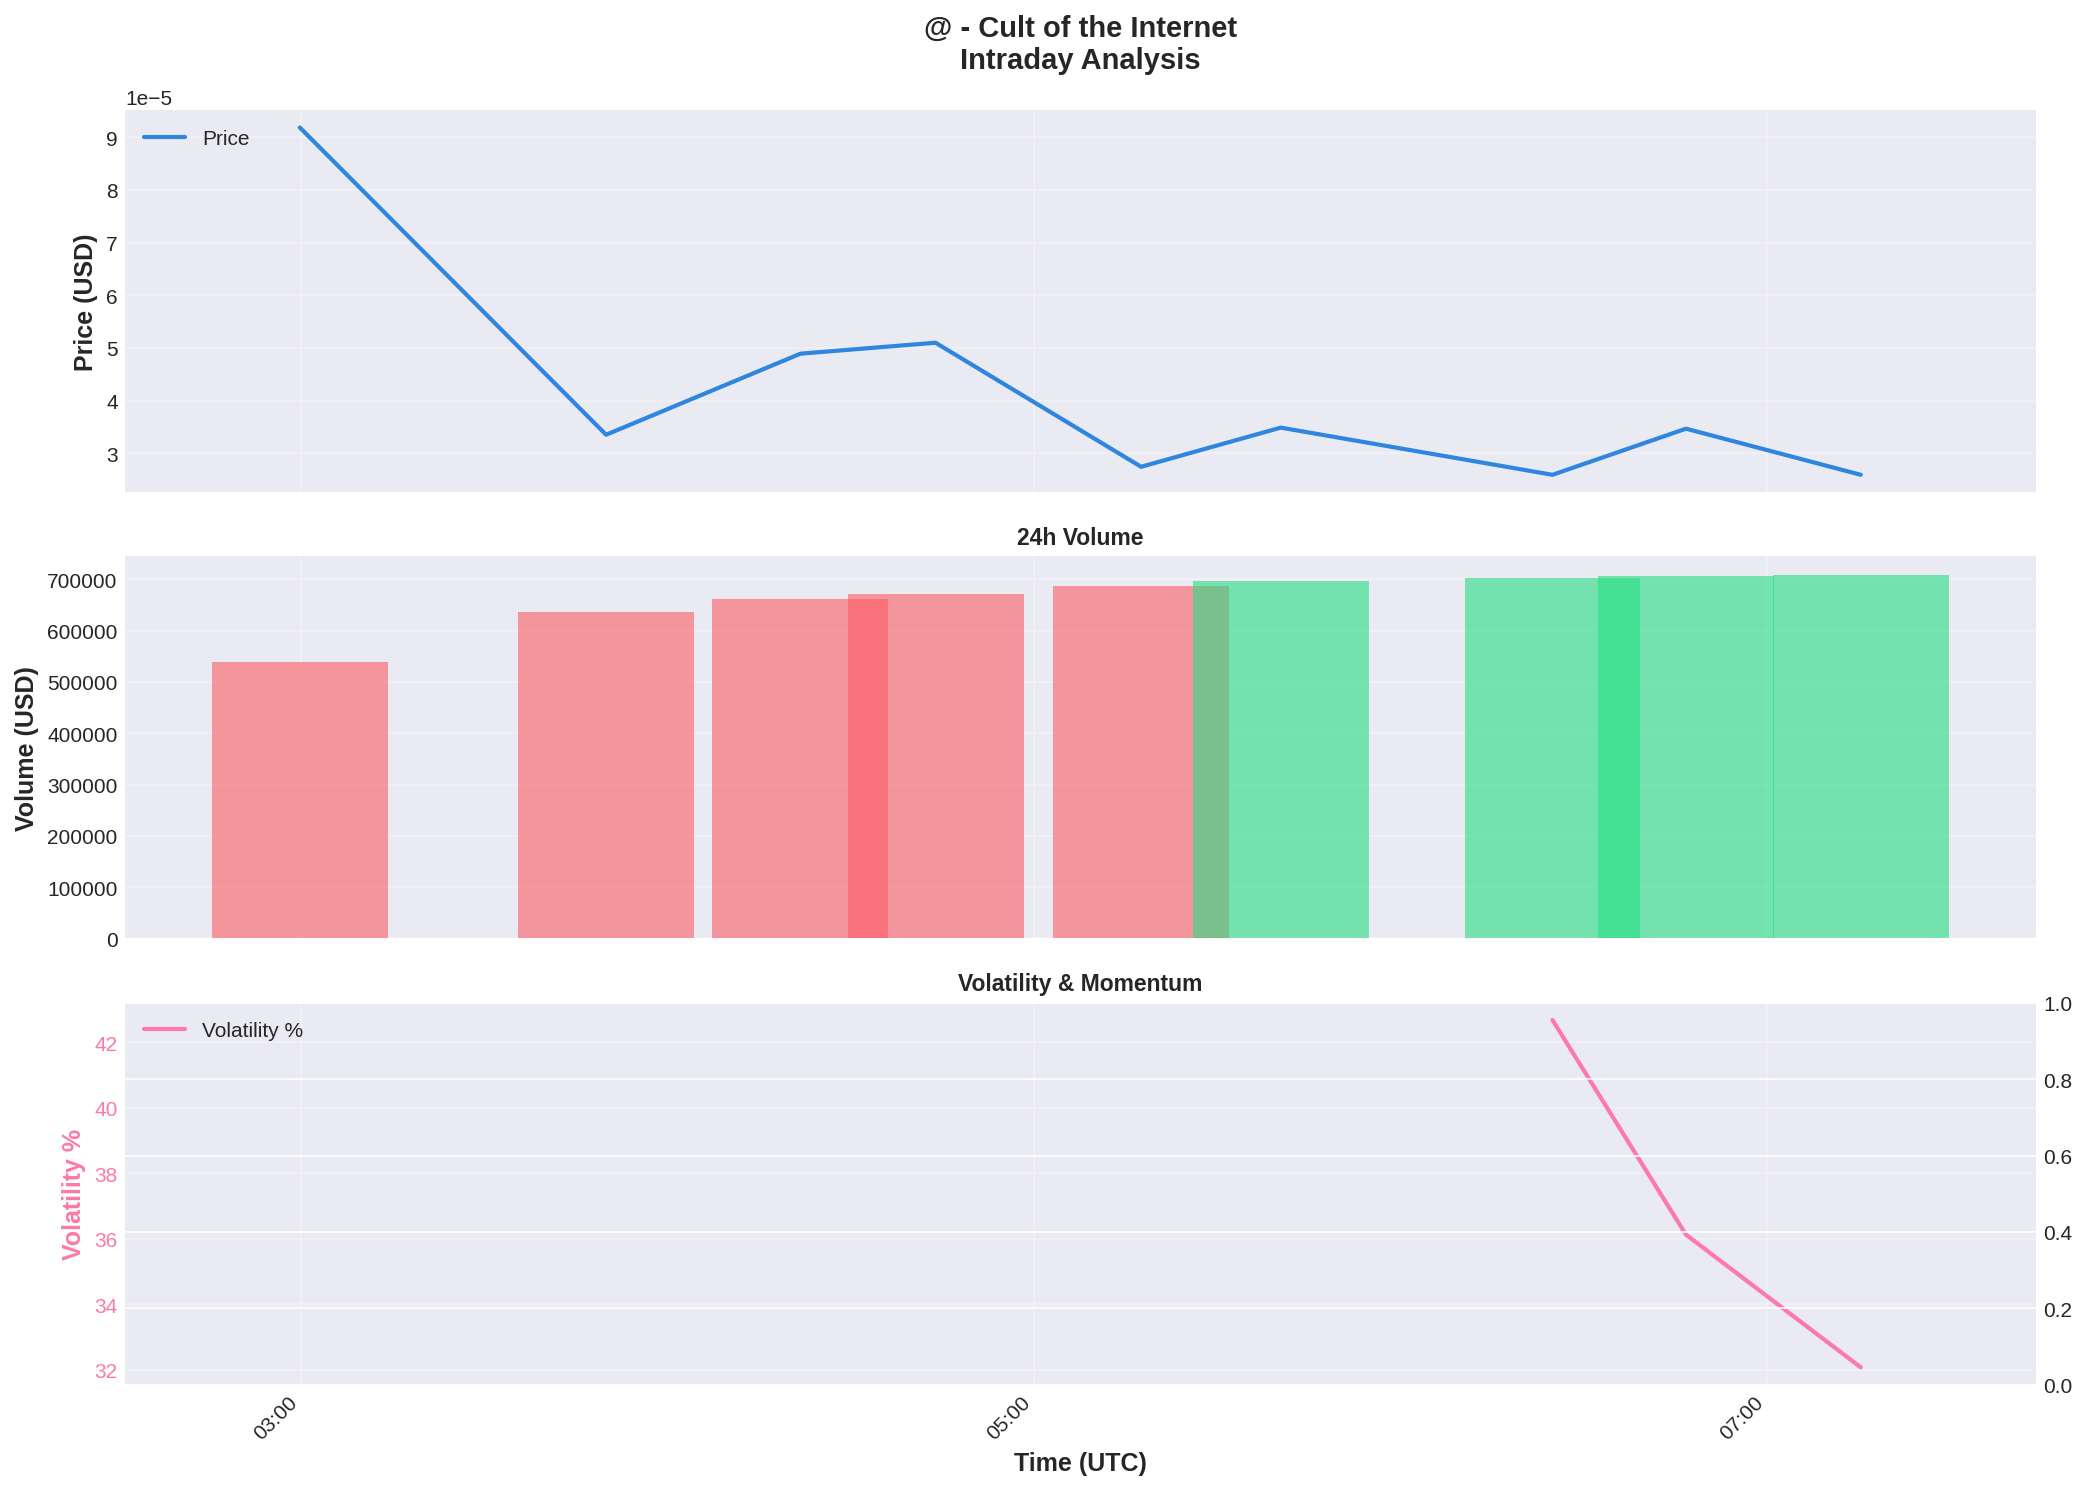 @ - Cult of the Internet
Intraday Analysis
1e−5
Price
9
8
7
6
5
4
3
Price (USD)
24h Volume
700000
600000
500000
400000
300000
200000
100000
0
Volume (USD)
Volatility & Momentum
Volatility %
42
40
38
36
34
32
Volatility %
1.0
0.8
0.6
0.4
0.2
0.0
03:00
05:00
07:00
Time (UTC)